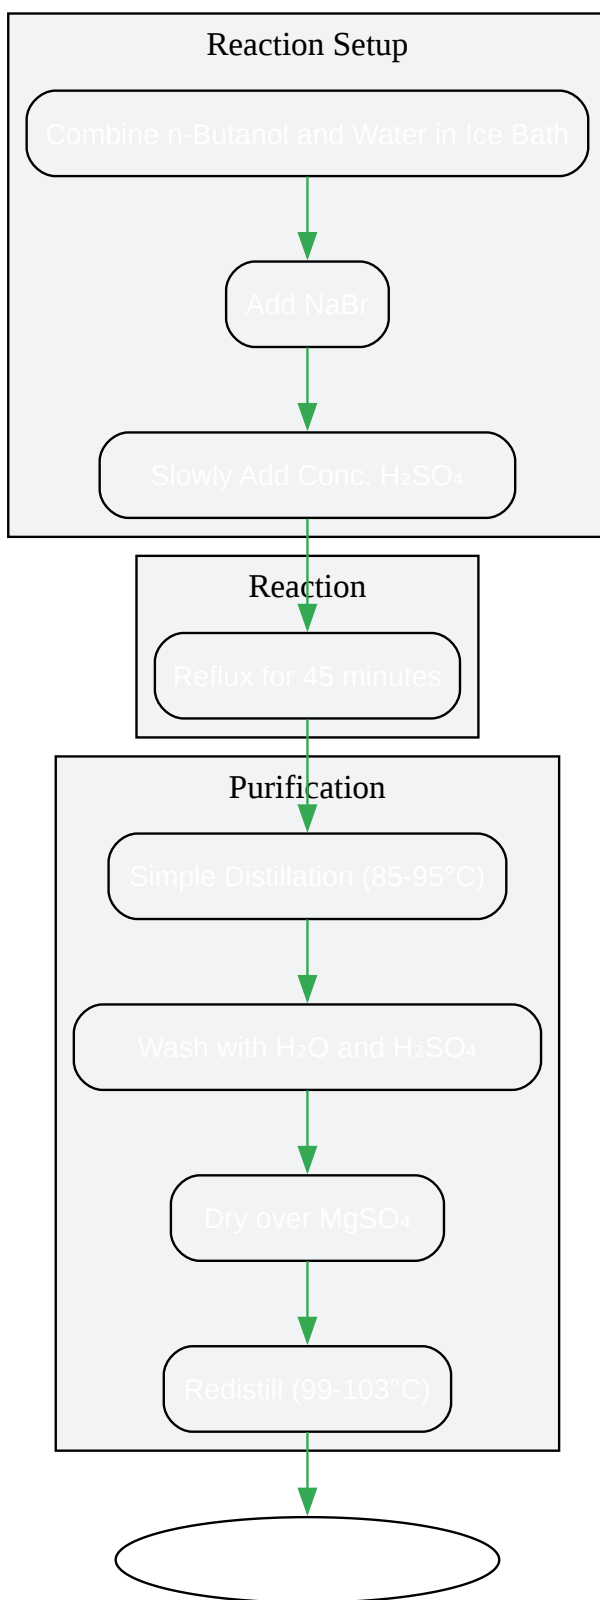 Reaction Setup
Combine n-Butanol and Water in Ice Bath
Add NaBr
Slowly Add Conc. H₂SO₄
Reaction
Reflux for 45 minutes
Purification
Simple Distillation (85-95°C)
Wash with H₂O and H₂SO₄
Dry over MgSO₄
Redistill (99-103°C)